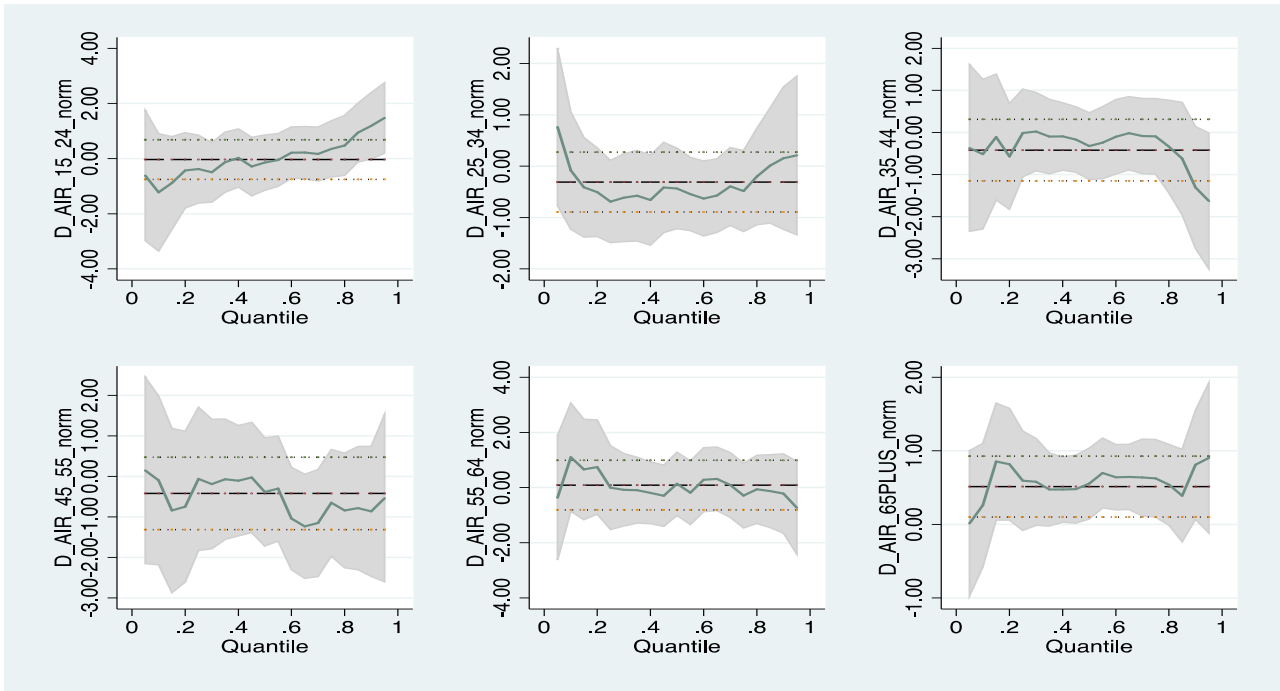 D_AIR_15_24_norm
4.00
2.00
0.00
-2.00
-4.00
0 .2 .4 .6 .8 1
Quantile
D_AIR_25_34_norm
2.00
1.00
0.00
-1.00
-2.00
0 .2 .4 .6 .8 1
Quantile
D_AIR_35_44_norm
2.00
1.00
0.00
-1.00
-2.00
-3.00
0 .2 .4 .6 .8 1
Quantile
D_AIR_45_55_norm
2.00
1.00
0.00
-1.00
-2.00
-3.00
0 .2 .4 .6 .8 1
Quantile
D_AIR_55_64_norm
4.00
2.00
0.00
-2.00
-4.00
0 .2 .4 .6 .8 1
Quantile
D_AIR_65PLUS_norm
2.00
1.00
0.00
-1.00
0 .2 .4 .6 .8 1
Quantile